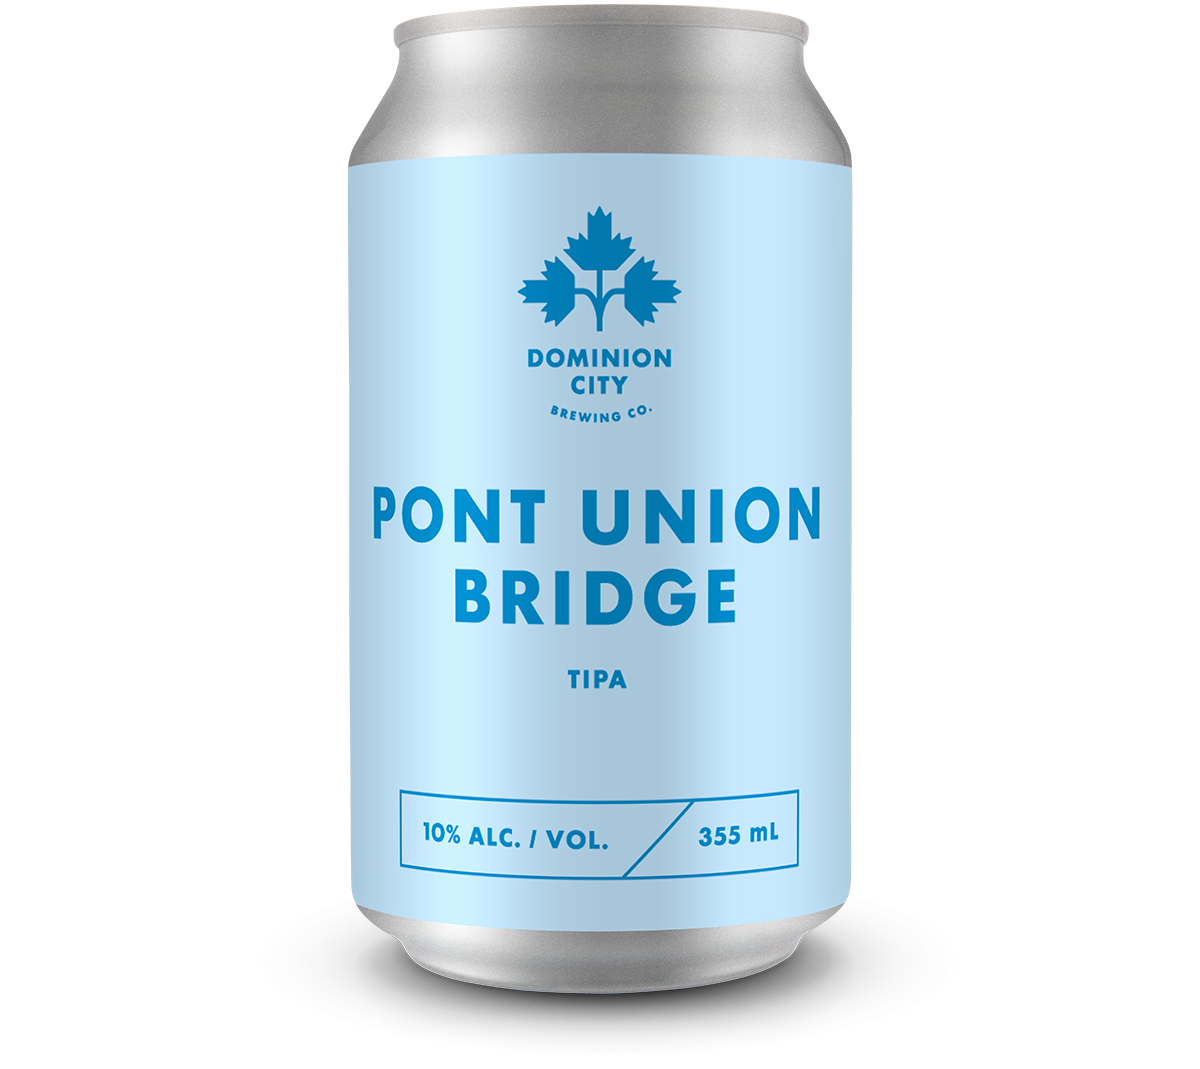 DOMINION
CITY
BREWING CO.
PONT UNION
BRIDGE
TIPA
10% ALC. / VOL.
355 mL